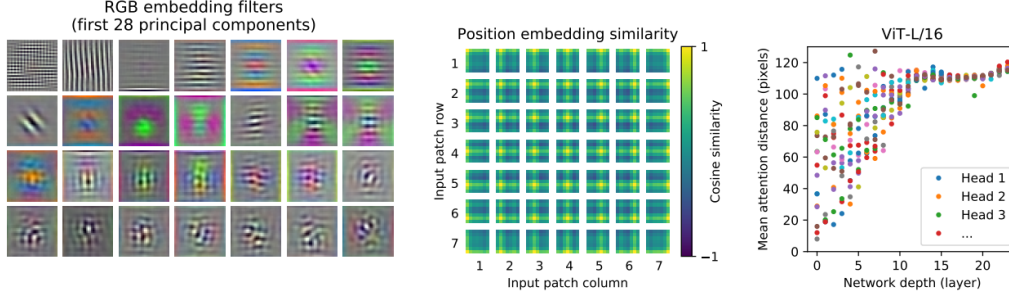 RGB embedding filters
(first 28 principal components)
Position embedding similarity
1
2
3
4
5
6
7
Input patch row
1 2 3 4 5 6 7
Input patch column
1
−1
Cosine similarity
ViT-L/16
120
100
80
60
40
20
0
Mean attention distance (pixels)
Head 1
Head 2
Head 3
...
0 5 10 15 20
Network depth (layer)